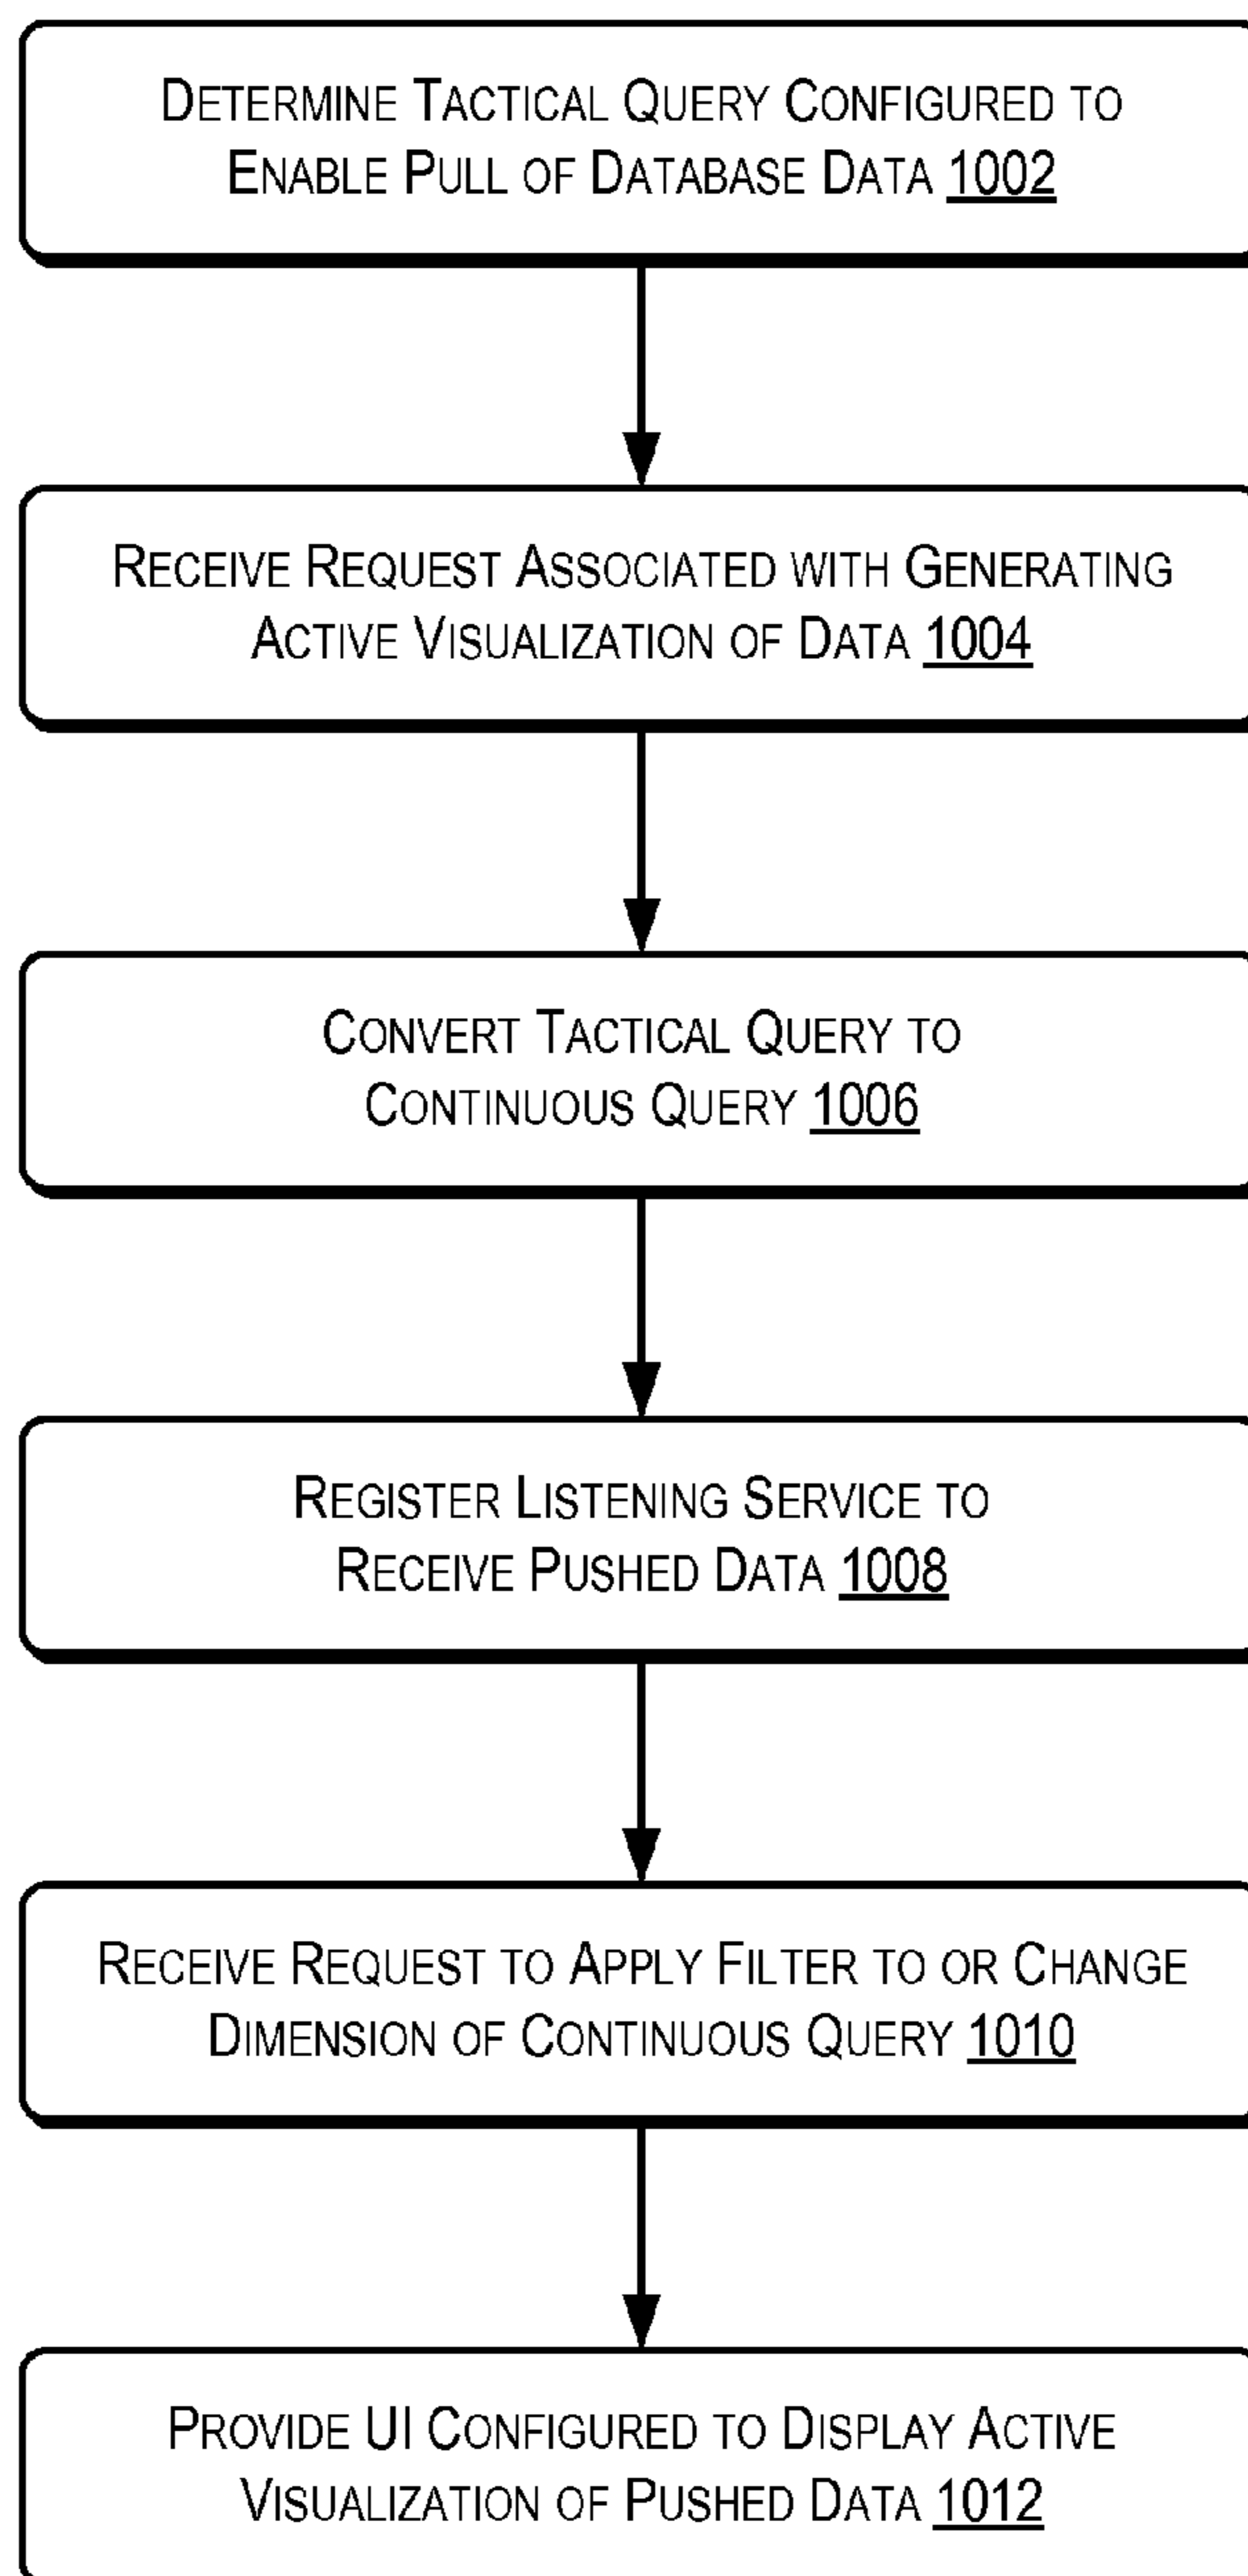 DETERMINE TACTICAL QUERY CONFIGURED TO
ENABLE PULL OF DATABASE DATA 1002
RECEIVE REQUEST ASSOCIATED WITH GENERATING
ACTIVE VISUALIZATION OF DATA 1004
CONVERT TACTICAL QUERY TO
CONTINUOUS QUERY 1006
REGISTER LISTENING SERVICE TO
RECEIVE PUSHED DATA 1008
RECEIVE REQUEST TO APPLY FILTER TO OR CHANGE
DIMENSION OF CONTINUOUS QUERY 1010
PROVIDE UI CONFIGURED TO DISPLAY ACTIVE
VISUALIZATION OF PUSHED DATA 1012